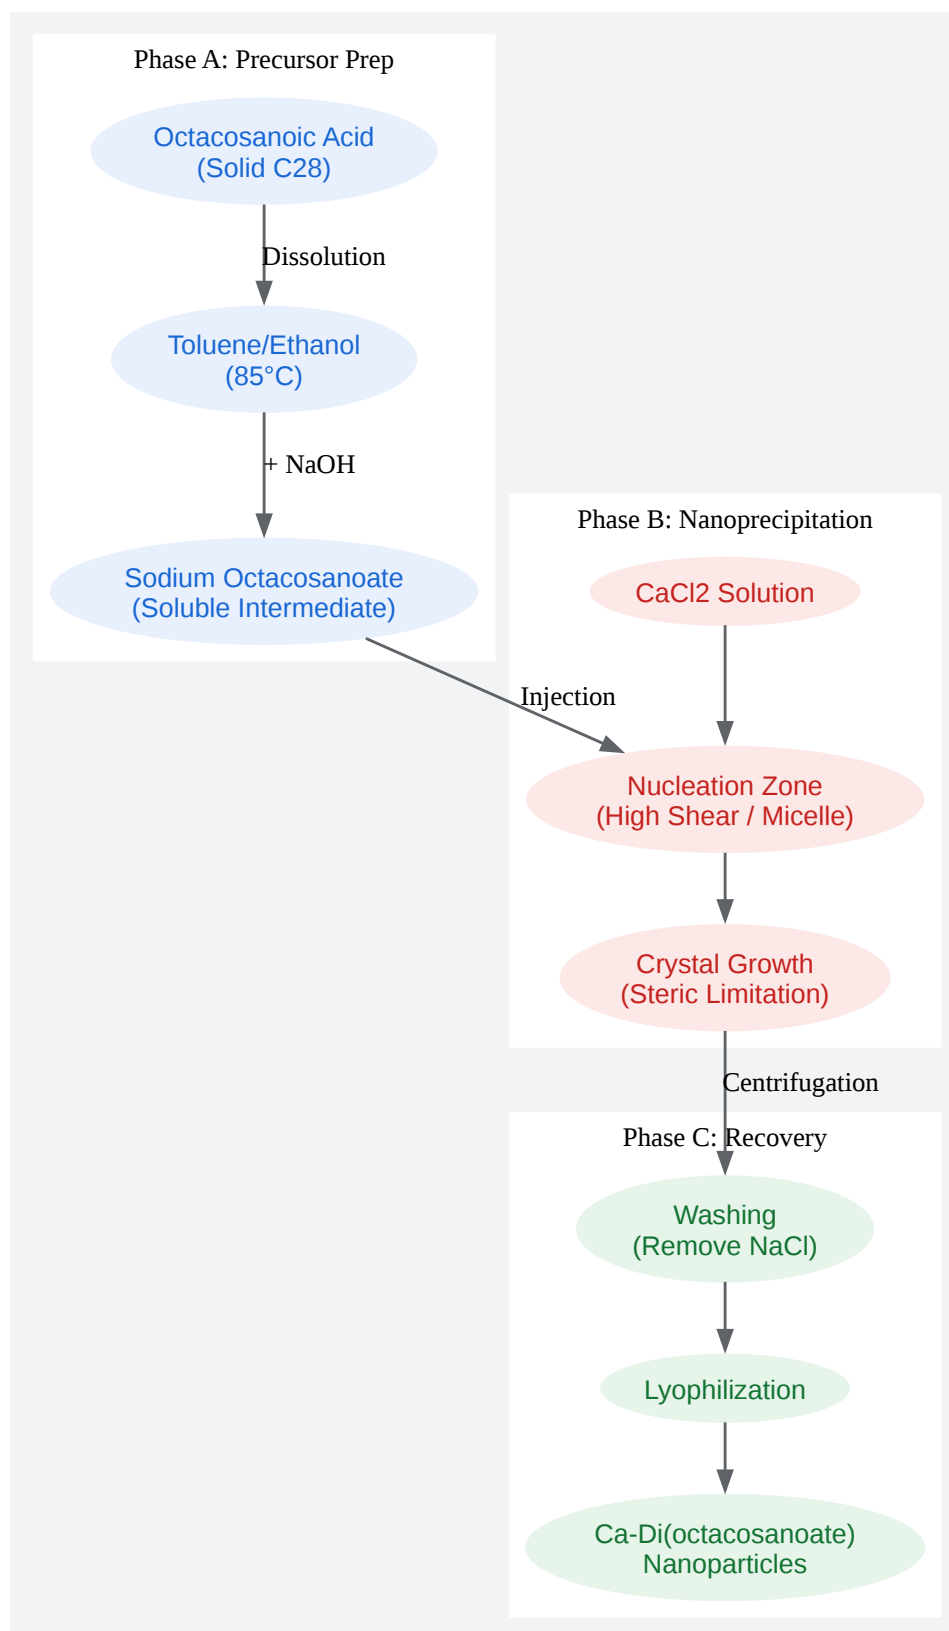 Phase A: Precursor Prep
Octacosanoic Acid
(Solid C28)
Dissolution
Toluene/Ethanol
(85°C)
+ NaOH
Sodium Octacosanoate
(Soluble Intermediate)
Phase B: Nanoprecipitation
CaCl2 Solution
Injection
Nucleation Zone
(High Shear / Micelle)
Crystal Growth
(Steric Limitation)
Centrifugation
Phase C: Recovery
Washing
(Remove NaCl)
Lyophilization
Ca-Di(octacosanoate)
Nanoparticles